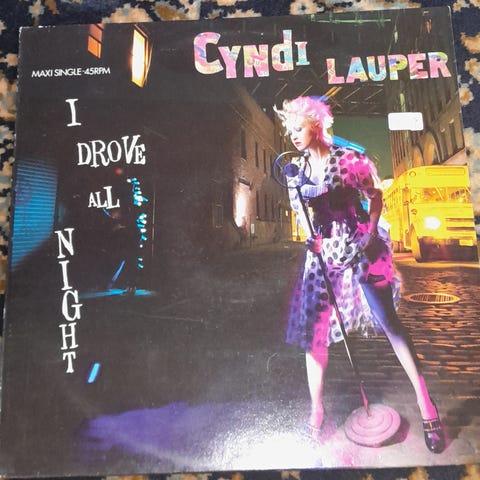 CYNDI LAUPER
MAXI SINGLE-45RPM
I
DROVE
ALL
NIGHT